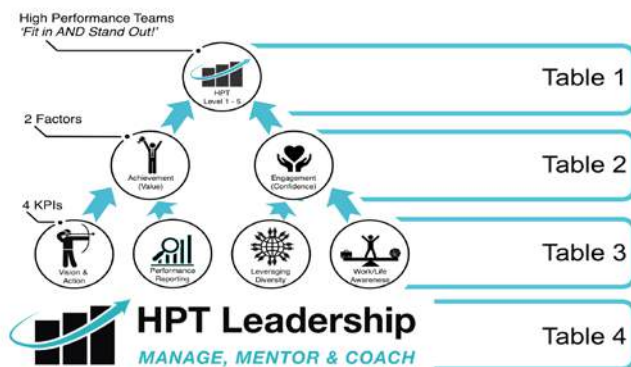 High Performance Teams
'Fit in AND Stand Out!'
HPT
Level 1 - 5
Table 1
2 Factors
Achievement
(Value)
Engagement
(Confidence)
Table 2
4 KPIs
Vision &
Action
Performance
Reporting
Leveraging
Diversity
Work/Life
Awareness
Table 3
HPT Leadership
MANAGE, MENTOR & COACH
Table 4